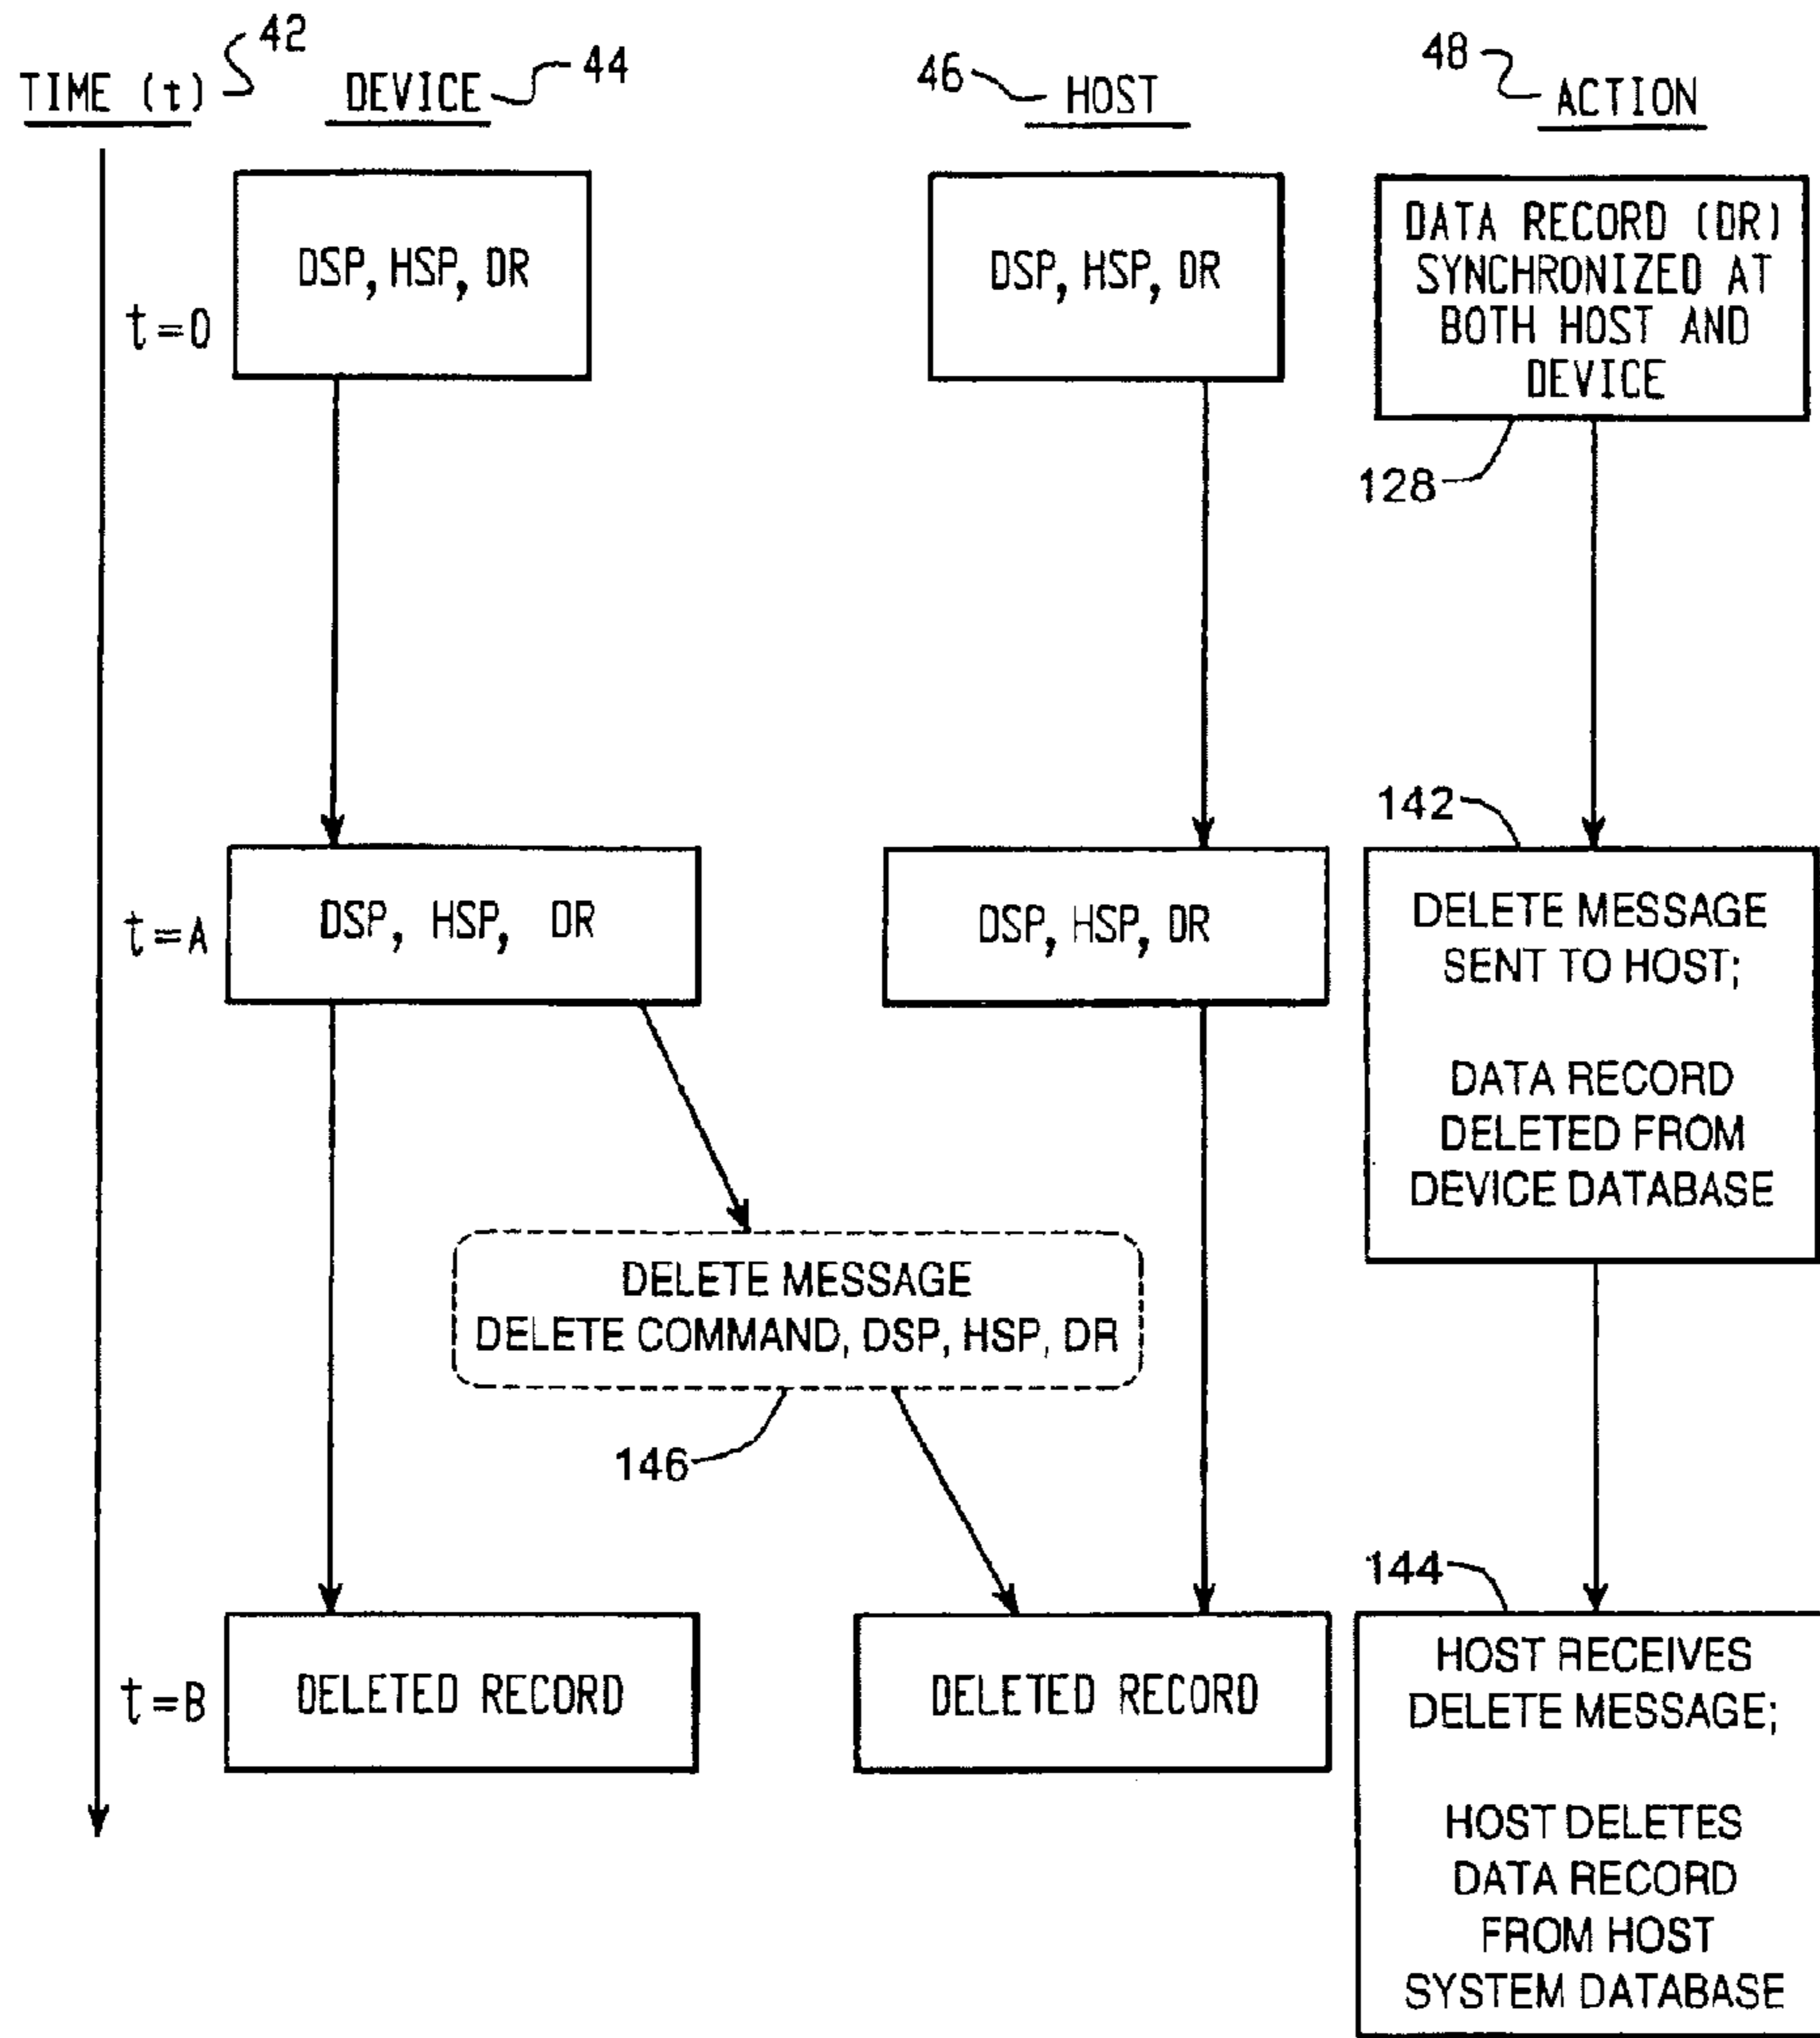 42
44
46
48
TIME (t)
DEVICE
HOST
ACTION
t=0
DSP, HSP, DR
DSP, HSP, DR
DATA RECORD (DR)
SYNCHRONIZED AT
BOTH HOST AND
DEVICE
128
142
t=A
DSP, HSP, DR
DSP, HSP, DR
DELETE MESSAGE
SENT TO HOST;
DATA RECORD
DELETED FROM
DEVICE DATABASE
DELETE MESSAGE
DELETE COMMAND, DSP, HSP, DR
146
144
t=B
DELETED RECORD
DELETED RECORD
HOST RECEIVES
DELETE MESSAGE;
HOST DELETES
DATA RECORD
FROM HOST
SYSTEM DATABASE